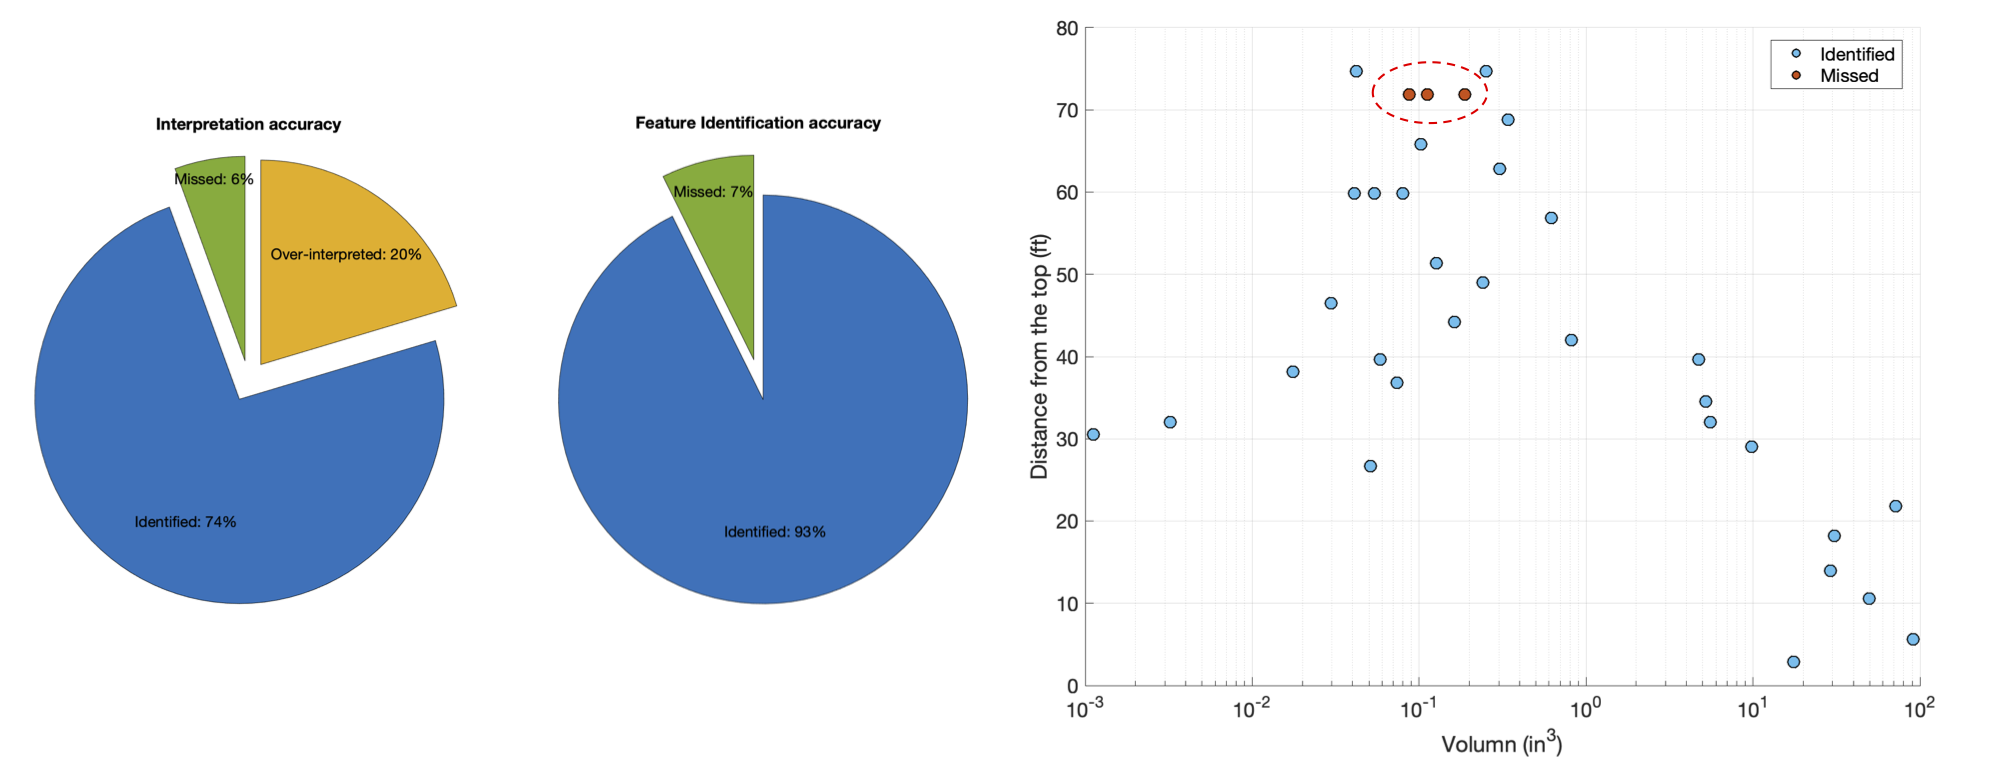 Interpretation accuracy
Missed: 6%
Over-interpreted: 20%
Identified: 74%
Feature Identification accuracy
Missed: 7%
Identified: 93%
80
70
60
50
40
30
20
10
0
Distance from the top (ft)
Identified
Missed
10-3
10-2
10-1
100
101
102
Volumn (in3)